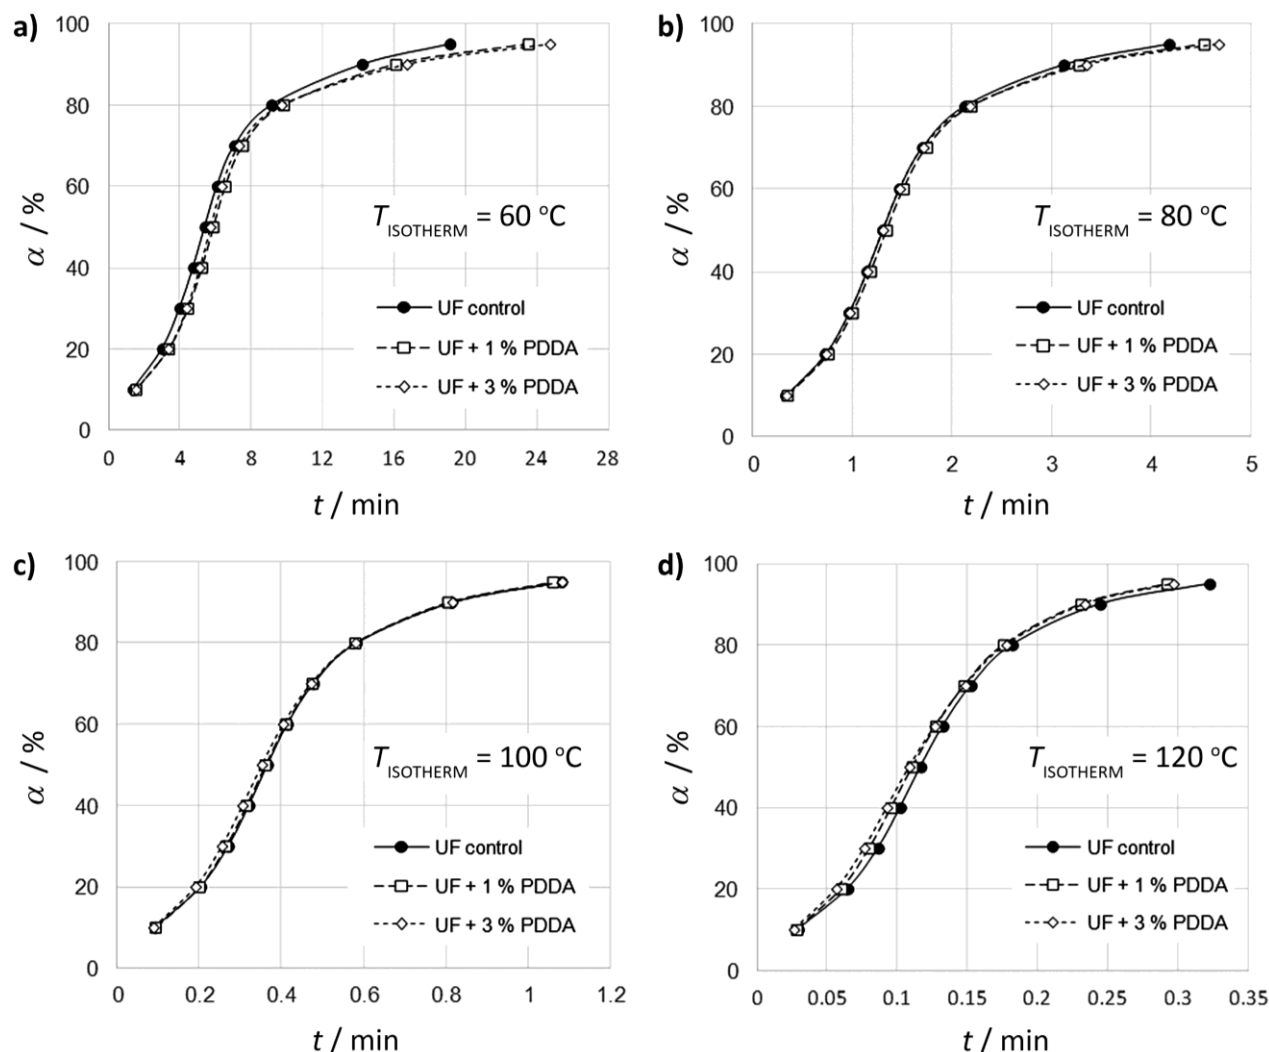 a)
100
80
60
40
20
0
α / %
T ISOTHERM = 60 °C
UF control
UF + 1 % PDDA
UF + 3 % PDDA
0 4 8 12 16 20 24 28
t / min
b)
100
80
60
40
20
0
α / %
T ISOTHERM = 80 °C
UF control
UF + 1 % PDDA
UF + 3 % PDDA
0 1 2 3 4 5
t / min
c)
100
80
60
40
20
0
α / %
T ISOTHERM = 100 °C
UF control
UF + 1 % PDDA
UF + 3 % PDDA
0 0.2 0.4 0.6 0.8 1 1.2
t / min
d)
100
80
60
40
20
0
α / %
T ISOTHERM = 120 °C
UF control
UF + 1 % PDDA
UF + 3 % PDDA
0 0.05 0.1 0.15 0.2 0.25 0.3 0.35
t / min